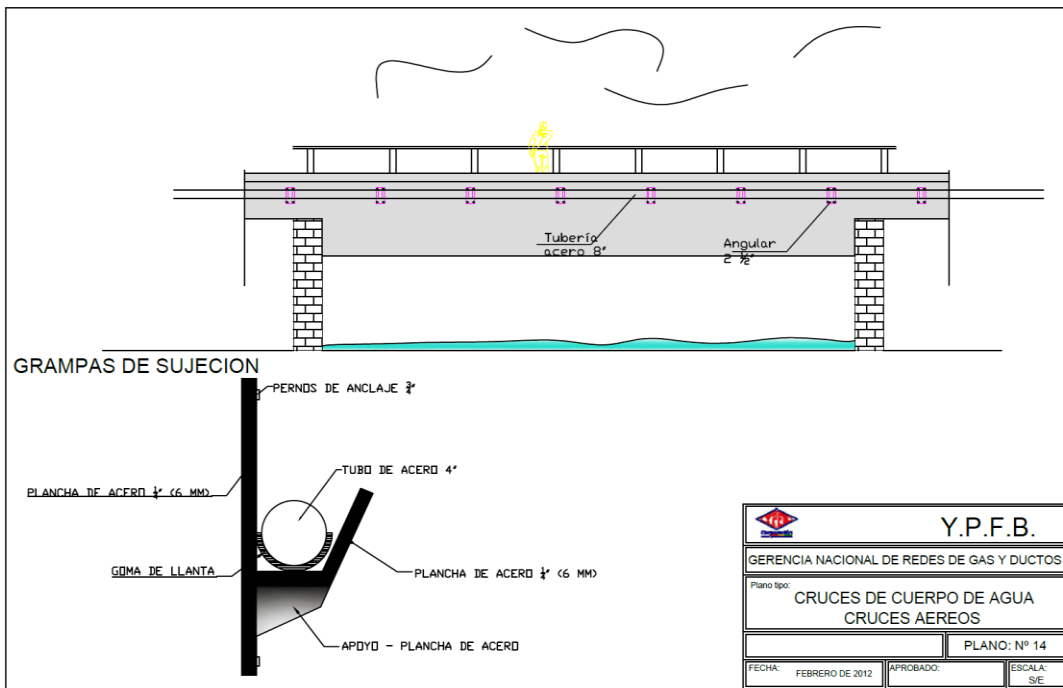 Tubería
acero 8"
Angular
2 ½"
GRAMPAS DE SUJECION
PERNOS DE ANCLAJE ¾"
TUBO DE ACERO 4"
PLANCHA DE ACERO ¼" (6 MM)
GOMA DE LLANTA
PLANCHA DE ACERO ¼" (6 MM)
APOYO - PLANCHA DE ACERO
YPFB
Y.P.F.B.
GERENCIA NACIONAL DE REDES DE GAS Y DUCTOS
Plano tipo:
CRUCES DE CUERPO DE AGUA
CRUCES AEREOS
PLANO: Nº 14
FECHA: FEBRERO DE 2012
APROBADO:
ESCALA:
S/E